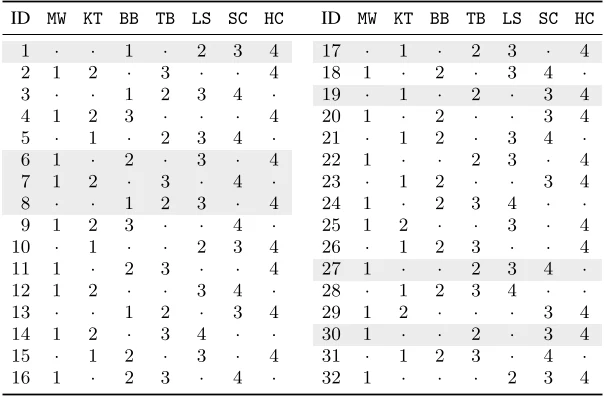 ID MW KT BB TB LS SC HC ID MW KT BB TB LS SC HC
1 · · 1 · 2 3 4 17 · 1 · 2 3 · 4
2 1 2 · 3 · · 4 18 1 · 2 · 3 4 ·
3 · · 1 2 3 4 · 19 · 1 · 2 · 3 4
4 1 2 3 · · · 4 20 1 · 2 · · 3 4
5 · 1 · 2 3 4 · 21 · 1 2 · 3 4 ·
6 1 · 2 · 3 · 4 22 1 · · 2 3 · 4
7 1 2 · 3 · 4 · 23 · 1 2 · · 3 4
8 · · 1 2 3 · 4 24 1 · 2 3 4 · ·
9 1 2 3 · · 4 · 25 1 2 · · 3 · 4
10 · 1 · · 2 3 4 26 · 1 2 3 · · 4
11 1 · 2 3 · · 4 27 1 · · 2 3 4 ·
12 1 2 · · 3 4 · 28 · 1 2 3 4 · ·
13 · · 1 2 · 3 4 29 1 2 · · · 3 4
14 1 2 · 3 4 · · 30 1 · · 2 · 3 4
15 · 1 2 · 3 · 4 31 · 1 2 3 · 4 ·
16 1 · 2 3 · 4 · 32 1 · · · 2 3 4